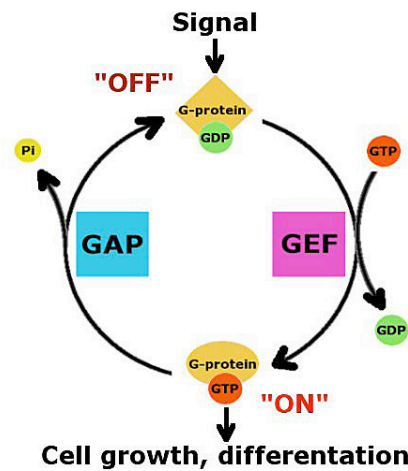 Signal
"OFF"
G-protein
GDP
Pi
GTP
GAP
GEF
GDP
G-protein
GTP
"ON"
Cell growth, differentation